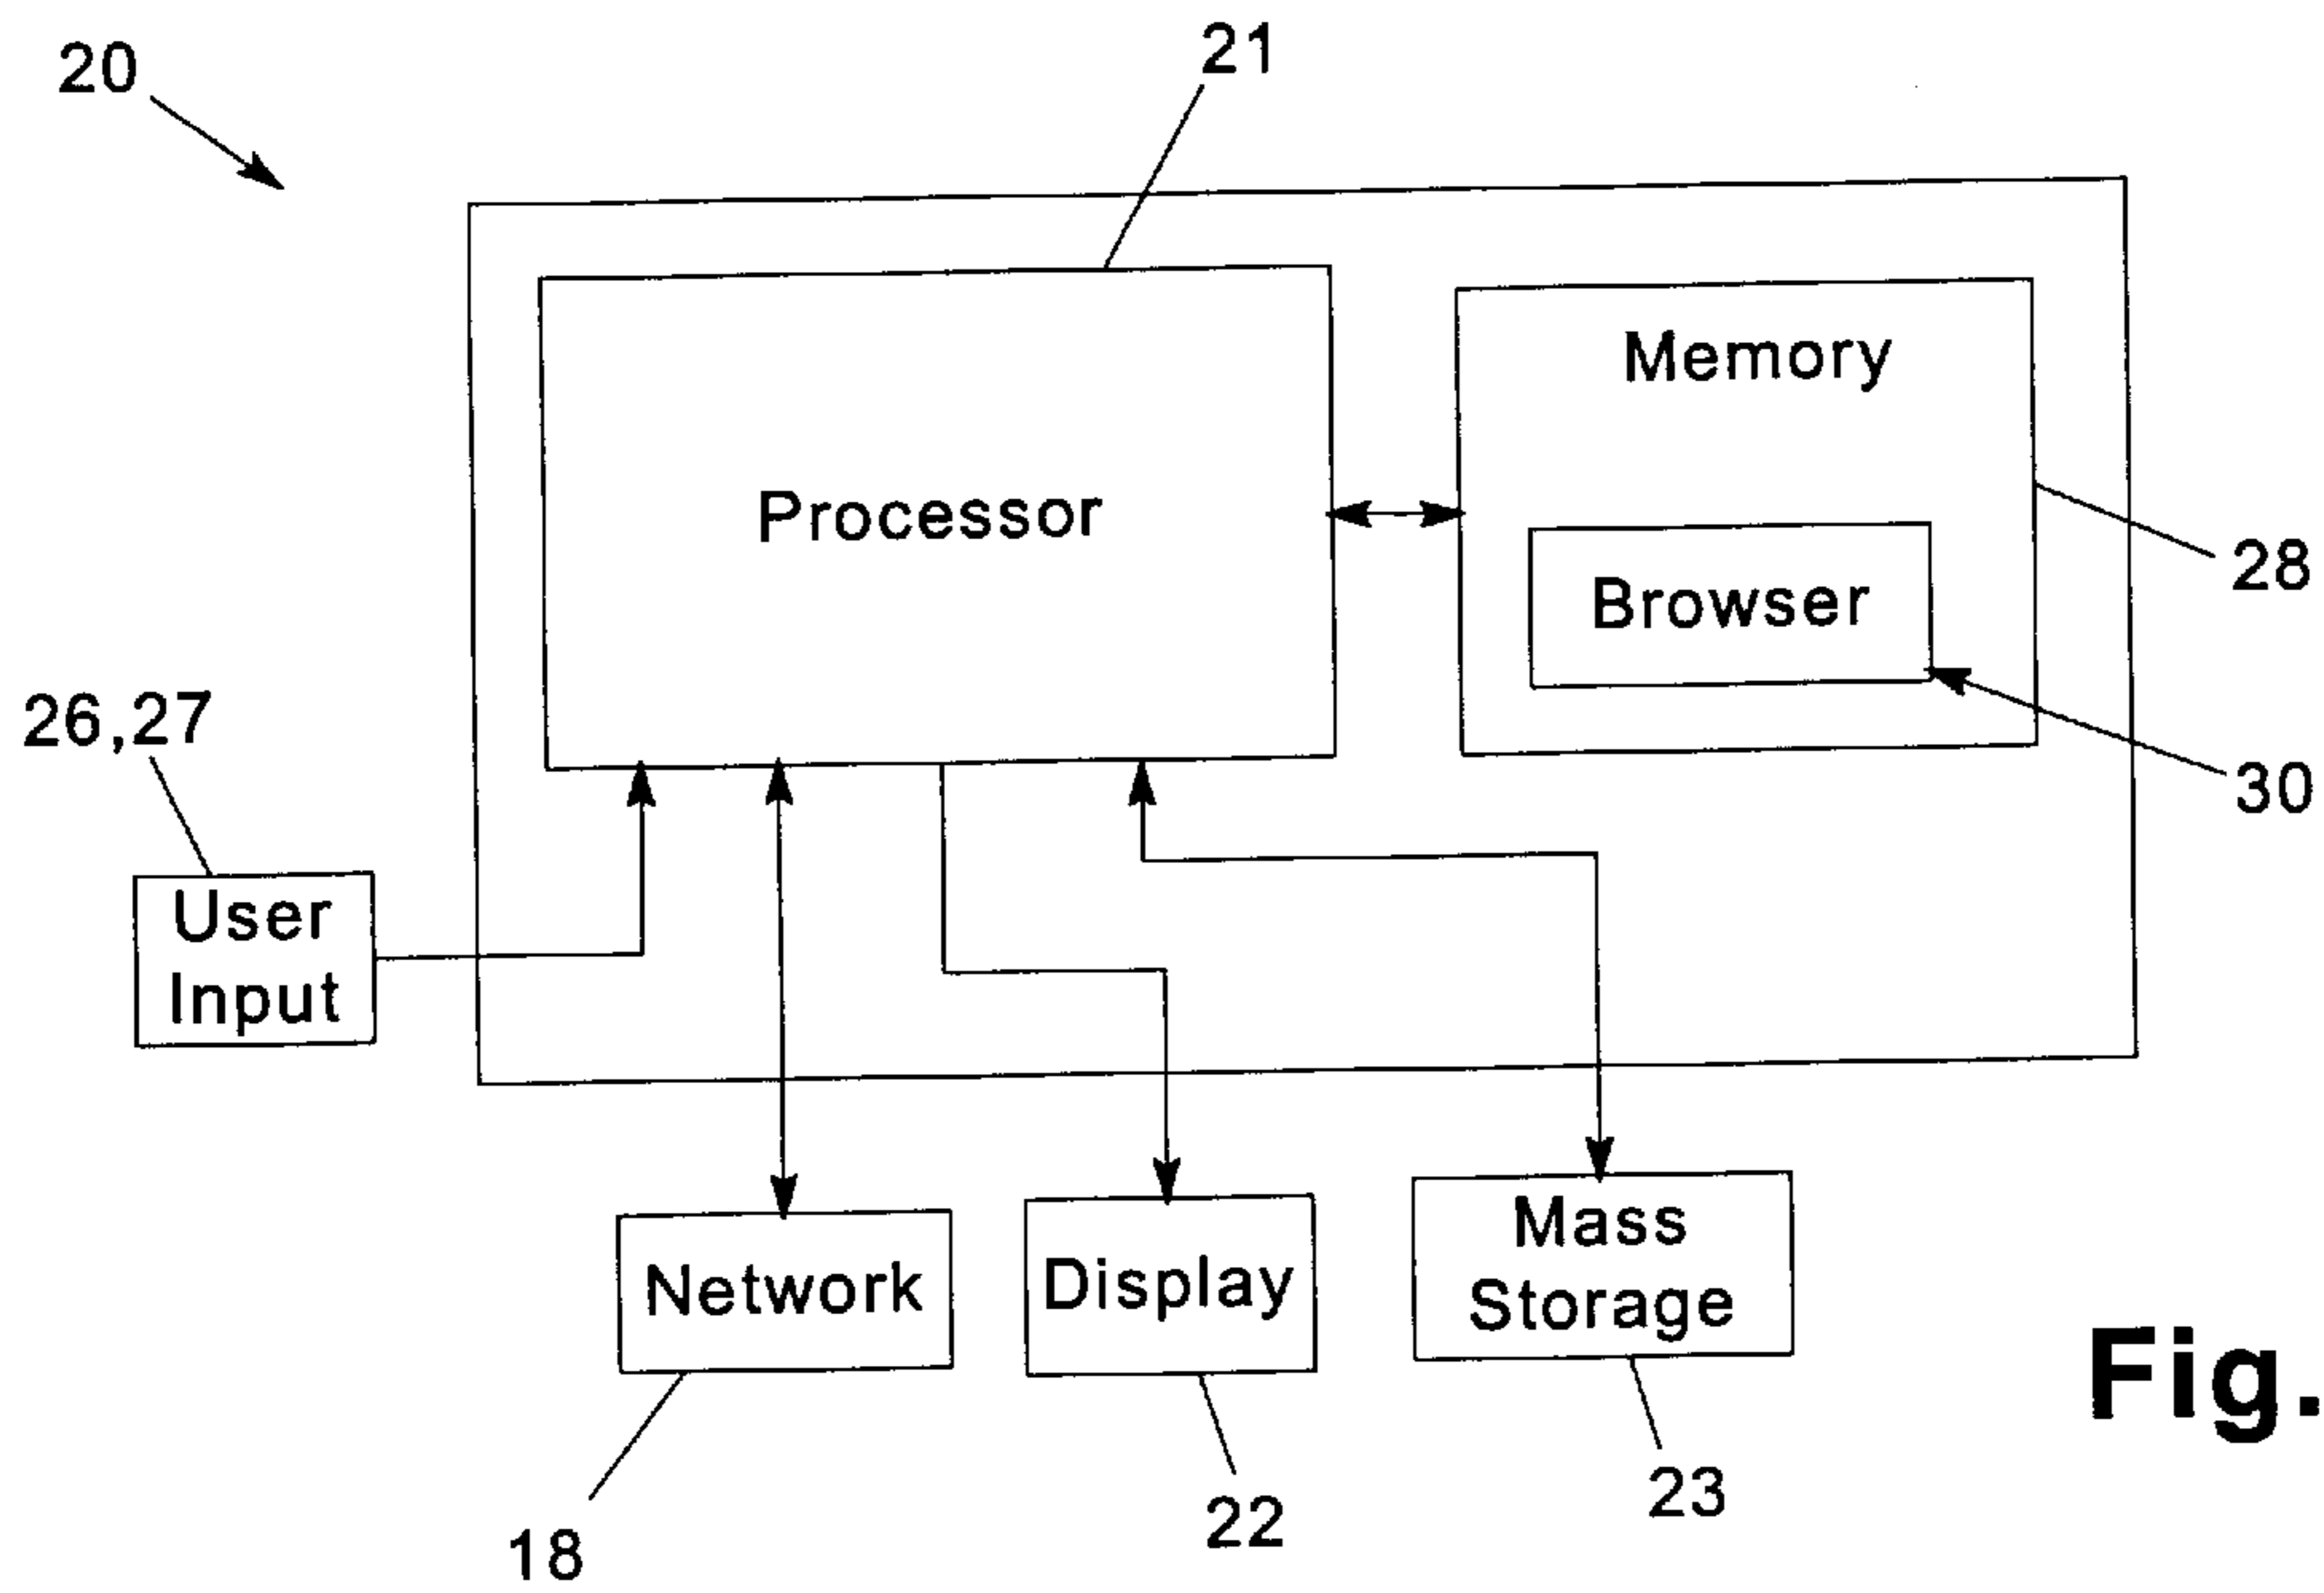 20
21
Processor
Memory
Browser
28
30
26,27
User
Input
Network
Display
Mass
Storage
18
22
23
Fig.